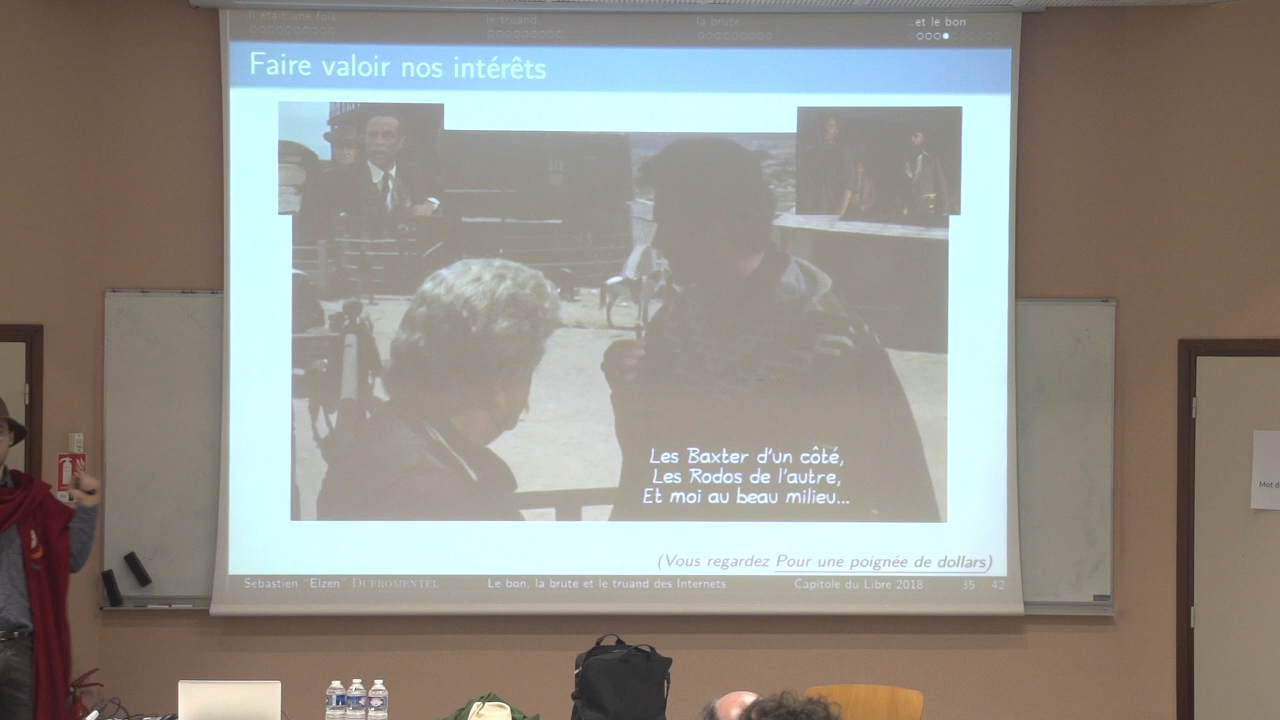 Il était une fois
le truand,
la brute
...et le bon
Faire valoir nos intérêts
Les Baxter d'un côté,
Les Rodos de l'autre,
Et moi au beau milieu...
(Vous regardez Pour une poignée de dollars)
Sébastien "Elzen" Dufromentel
Le bon, la brute et le truand des Internets
Capitole du Libre 2018
35 / 42
Mot d